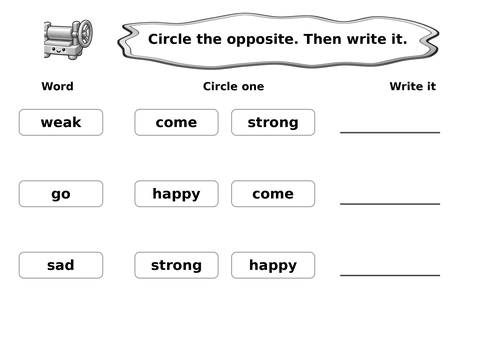 Circle the opposite. Then write it.
Word Circle one Write it
weak come strong
go happy come
sad strong happy